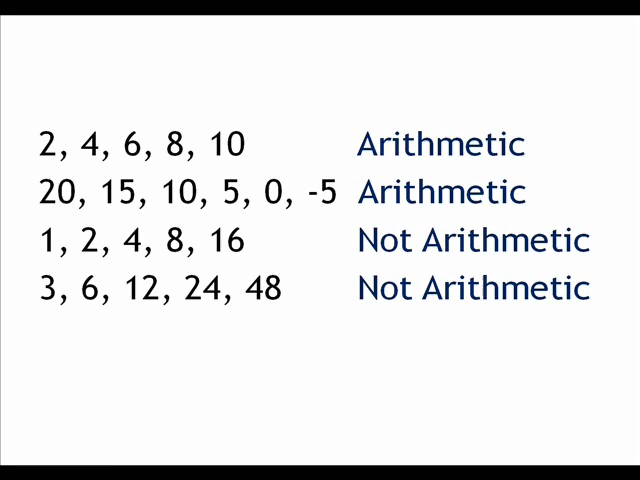 2, 4, 6, 8, 10 Arithmetic
20, 15, 10, 5, 0, -5 Arithmetic
1, 2, 4, 8, 16 Not Arithmetic
3, 6, 12, 24, 48 Not Arithmetic